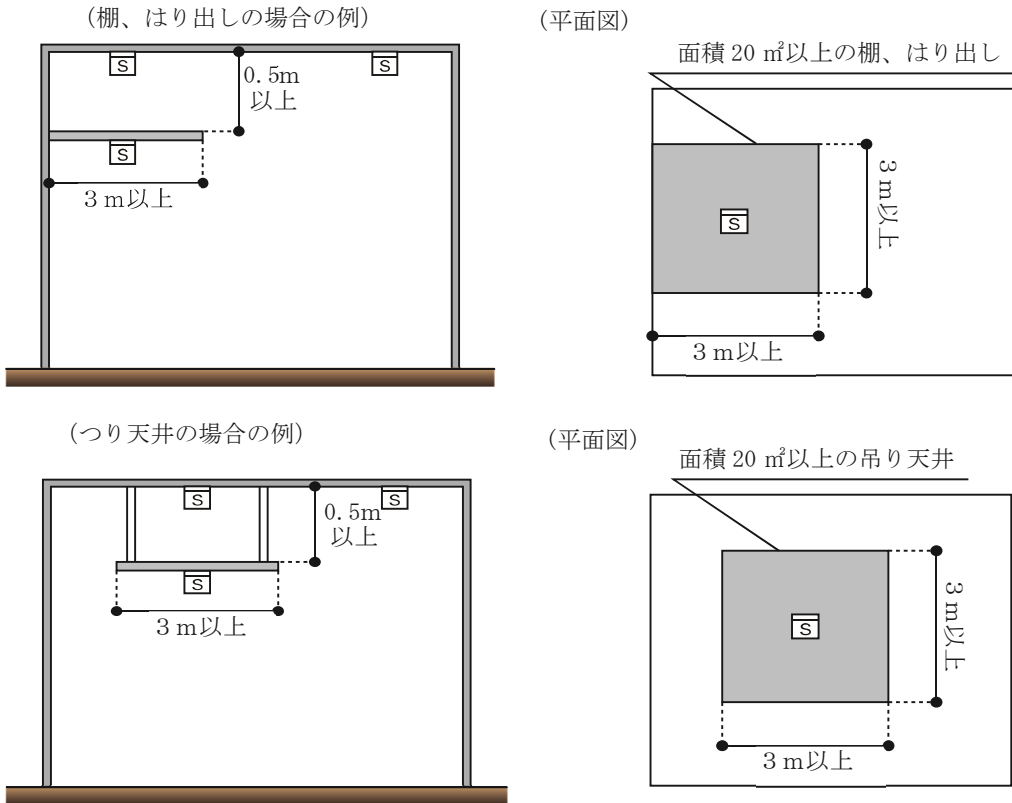 （棚、はり出しの場合の例）
S
S
0.5m
以上
S
３ｍ以上
（平面図）
面積 20 ㎡以上の棚、はり出し
S
３ｍ以上
３ｍ以上
（つり天井の場合の例）
S
S
0.5m
以上
S
３ｍ以上
（平面図）
面積 20 ㎡以上の吊り天井
S
３ｍ以上
３ｍ以上